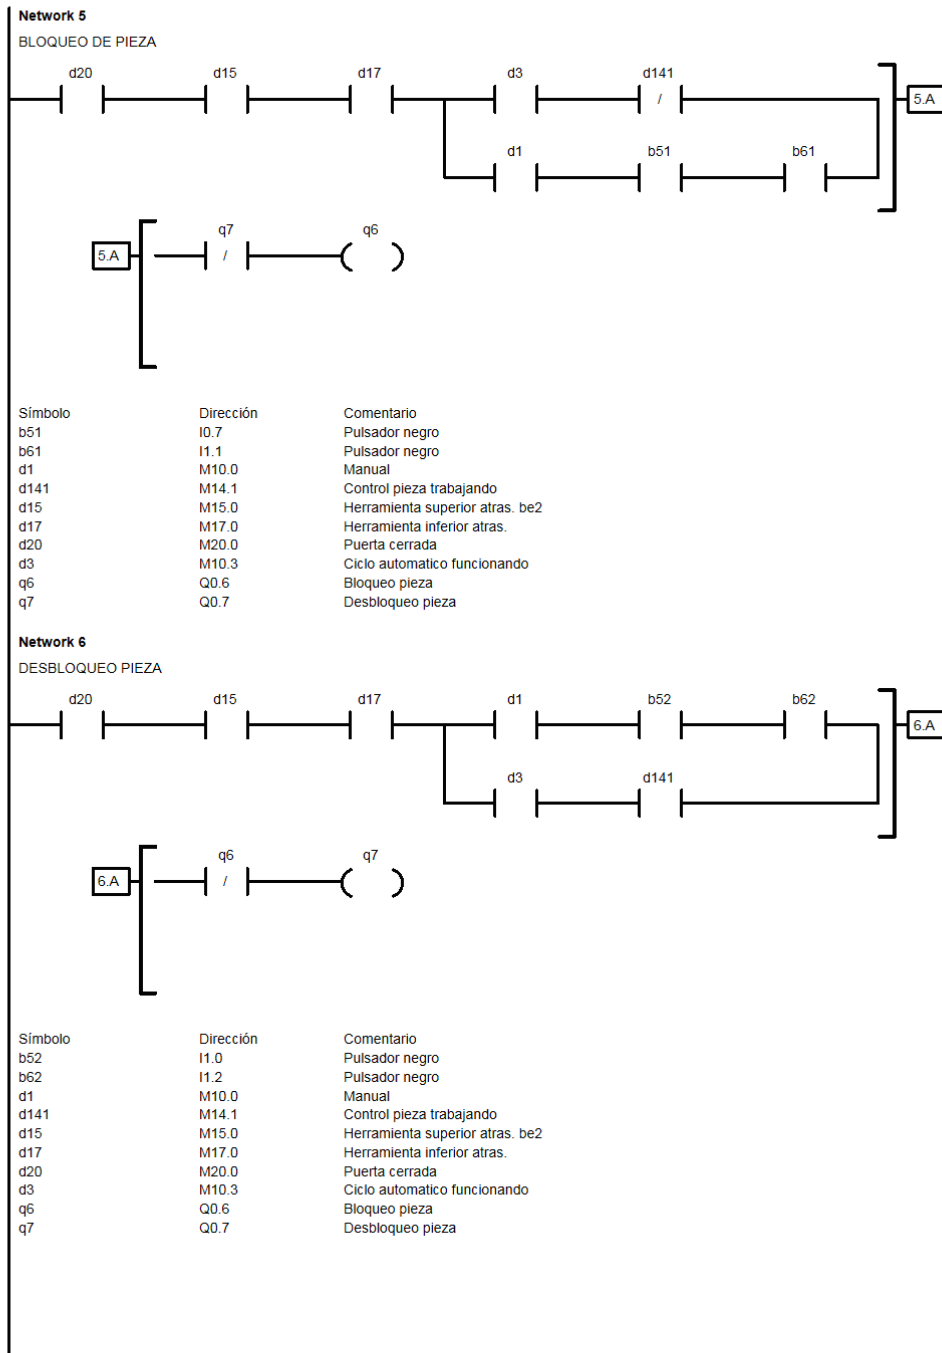 Network 5
BLOQUEO DE PIEZA
d20 d15 d17 d3 d141
/ 5.A
d1 b51 b61
q7 q6
5.A /
Símbolo Dirección Comentario
b51 I0.7 Pulsador negro
b61 I1.1 Pulsador negro
d1 M10.0 Manual
d141 M14.1 Control pieza trabajando
d15 M15.0 Herramienta superior atras. be2
d17 M17.0 Herramienta inferior atras.
d20 M20.0 Puerta cerrada
d3 M10.3 Ciclo automatico funcionando
q6 Q0.6 Bloqueo pieza
q7 Q0.7 Desbloqueo pieza
Network 6
DESBLOQUEO PIEZA
d20 d15 d17 d1 b52 b62
6.A
d3 d141
q6 q7
6.A /
Símbolo Dirección Comentario
b52 I1.0 Pulsador negro
b62 I1.2 Pulsador negro
d1 M10.0 Manual
d141 M14.1 Control pieza trabajando
d15 M15.0 Herramienta superior atras. be2
d17 M17.0 Herramienta inferior atras.
d20 M20.0 Puerta cerrada
d3 M10.3 Ciclo automatico funcionando
q6 Q0.6 Bloqueo pieza
q7 Q0.7 Desbloqueo pieza